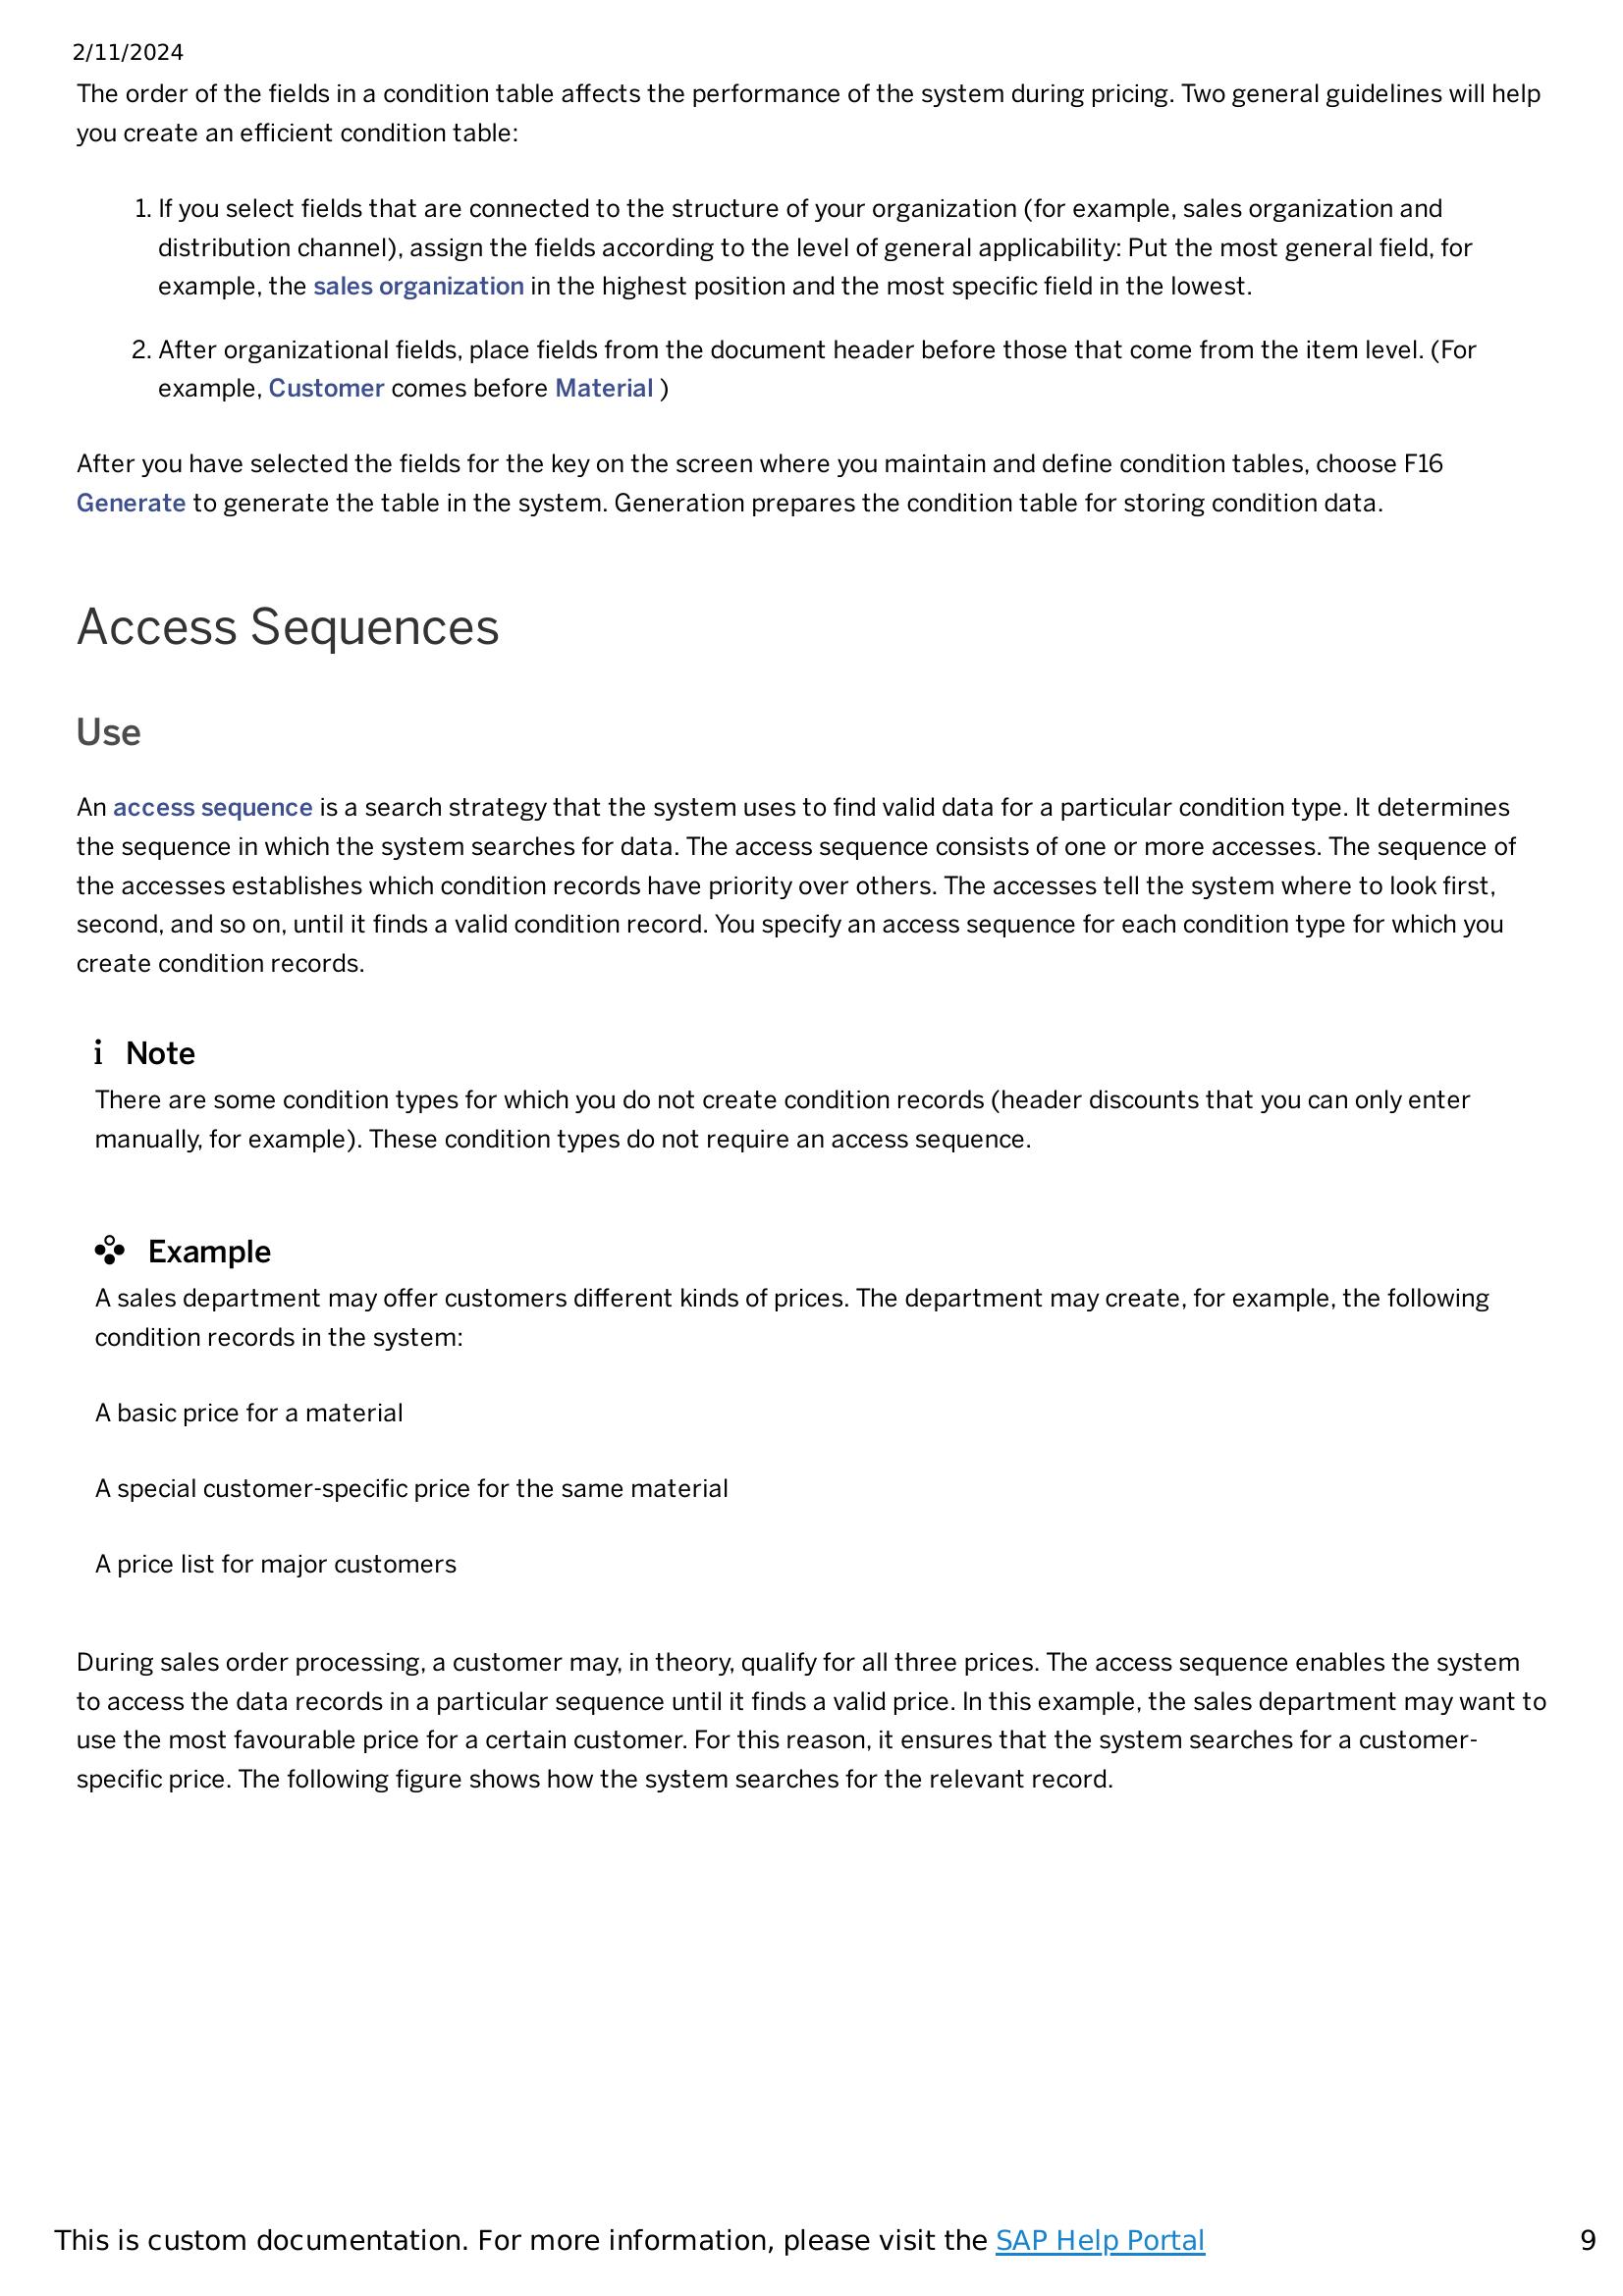 2/11/2024
The order of the fields in a condition table affects the performance of the system during pricing. Two general guidelines will help
you create an efficient condition table:
1. If you select fields that are connected to the structure of your organization (for example, sales organization and
distribution channel), assign the fields according to the level of general applicability: Put the most general field, for
example, the sales organization in the highest position and the most specific field in the lowest.
2. After organizational fields, place fields from the document header before those that come from the item level. (For
example, Customer comes before Material )
After you have selected the fields for the key on the screen where you maintain and define condition tables, choose F16
Generate to generate the table in the system. Generation prepares the condition table for storing condition data.
Access Sequences
Use
An access sequence is a search strategy that the system uses to find valid data for a particular condition type. It determines
the sequence in which the system searches for data. The access sequence consists of one or more accesses. The sequence of
the accesses establishes which condition records have priority over others. The accesses tell the system where to look first,
second, and so on, until it finds a valid condition record. You specify an access sequence for each condition type for which you
create condition records.
i Note
There are some condition types for which you do not create condition records (header discounts that you can only enter
manually, for example). These condition types do not require an access sequence.
Example
A sales department may offer customers different kinds of prices. The department may create, for example, the following
condition records in the system:
A basic price for a material
A special customer-specific price for the same material
A price list for major customers
During sales order processing, a customer may, in theory, qualify for all three prices. The access sequence enables the system
to access the data records in a particular sequence until it finds a valid price. In this example, the sales department may want to
use the most favourable price for a certain customer. For this reason, it ensures that the system searches for a customer-
specific price. The following figure shows how the system searches for the relevant record.
This is custom documentation. For more information, please visit the SAP Help Portal 9